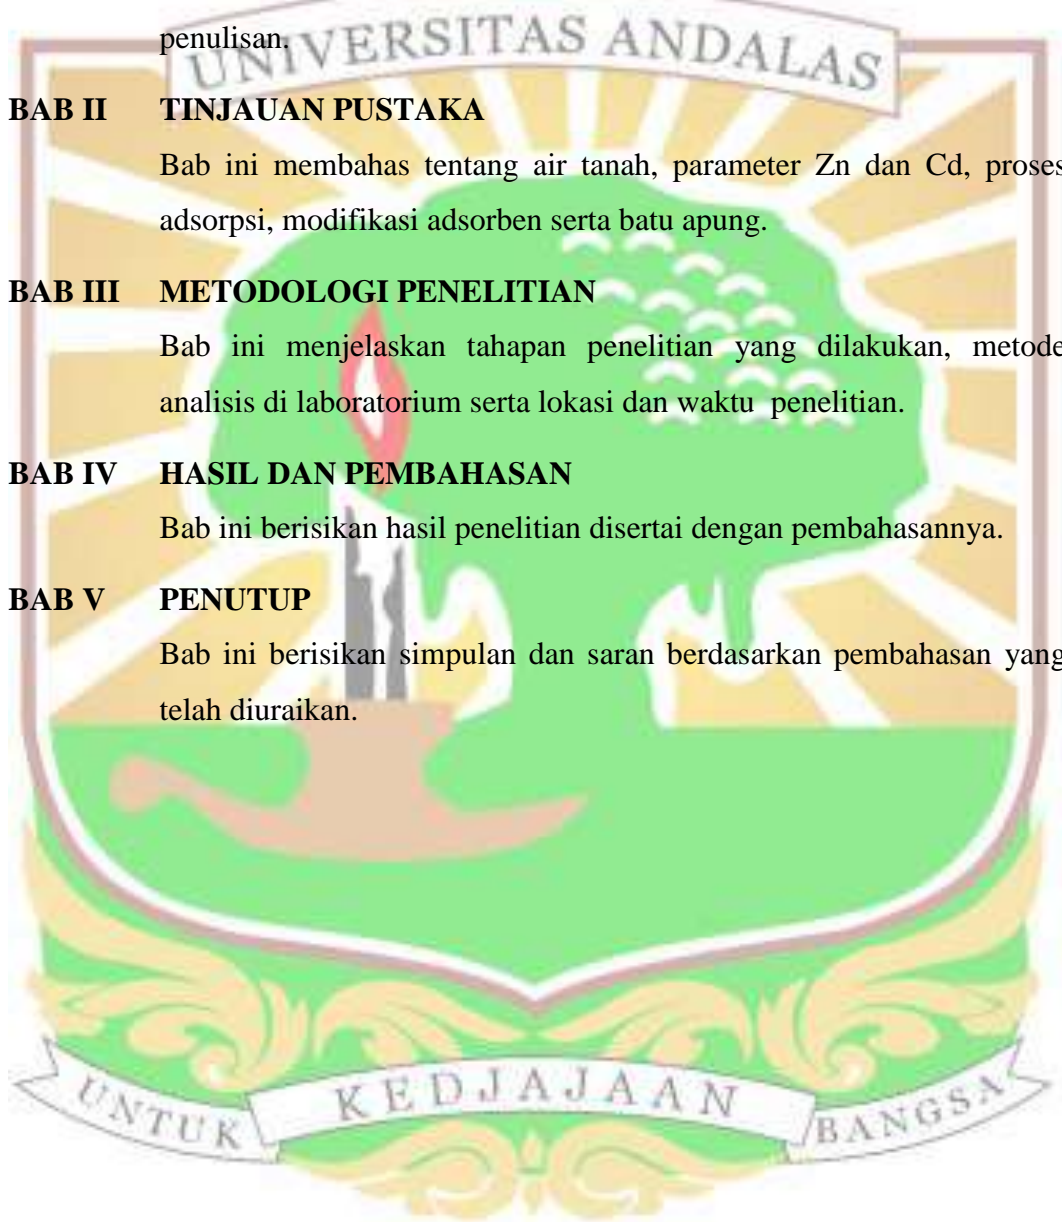 penulisan.
UNIVERSITAS ANDALAS
BAB II TINJAUAN PUSTAKA
Bab ini membahas tentang air tanah, parameter Zn dan Cd, proses
adsorpsi, modifikasi adsorben serta batu apung.
BAB III METODOLOGI PENELITIAN
Bab ini menjelaskan tahapan penelitian yang dilakukan, metode
analisis di laboratorium serta lokasi dan waktu penelitian.
BAB IV HASIL DAN PEMBAHASAN
Bab ini berisikan hasil penelitian disertai dengan pembahasannya.
BAB V PENUTUP
Bab ini berisikan simpulan dan saran berdasarkan pembahasan yang
telah diuraikan.
UNTUK KEDJAJAAN BANGSA